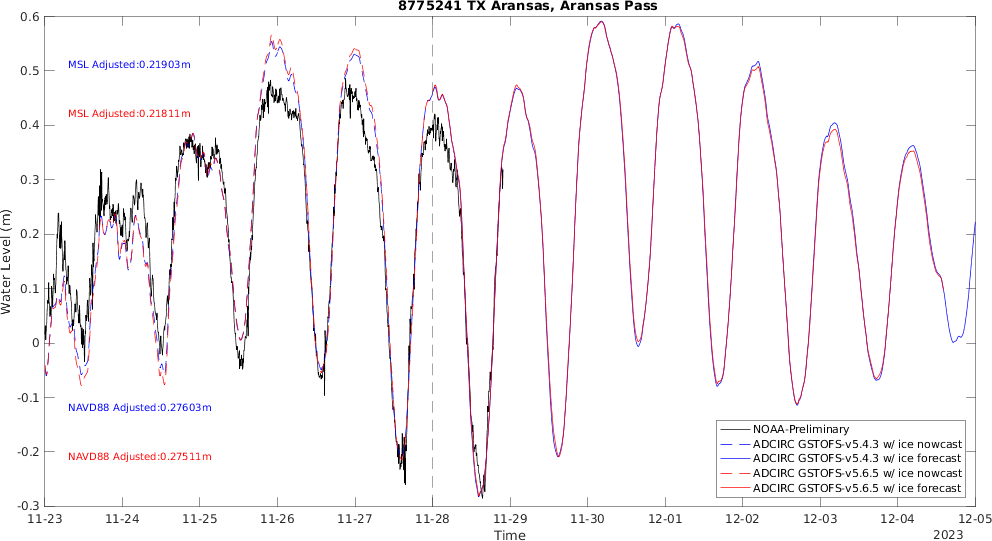 8775241 TX Aransas, Aransas Pass
0.6
0.5
0.4
0.3
0.2
0.1
0
-0.1
-0.2
-0.3
Water Level (m)
MSL Adjusted:0.21903m
MSL Adjusted:0.21811m
NAVD88 Adjusted:0.27603m
NAVD88 Adjusted:0.27511m
NOAA-Preliminary
ADCIRC GSTOFS-v5.4.3 w/ ice nowcast
ADCIRC GSTOFS-v5.4.3 w/ ice forecast
ADCIRC GSTOFS-v5.6.5 w/ ice nowcast
ADCIRC GSTOFS-v5.6.5 w/ ice forecast
11-23 11-24 11-25 11-26 11-27 11-28 11-29 11-30 12-01 12-02 12-03 12-04 12-05
Time
2023